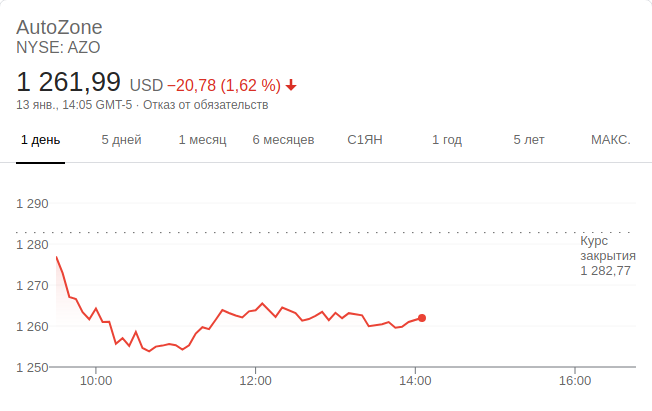 AutoZone
NYSE: AZO
1 261,99 USD −20,78 (1,62 %)
13 янв., 14:05 GMT-5 · Отказ от обязательств
1 день 5 дней 1 месяц 6 месяцев С1ЯН 1 год 5 лет МАКС.
1 290
1 280
1 270
1 260
1 250
Курс
закрытия
1 282,77
10:00 12:00 14:00 16:00